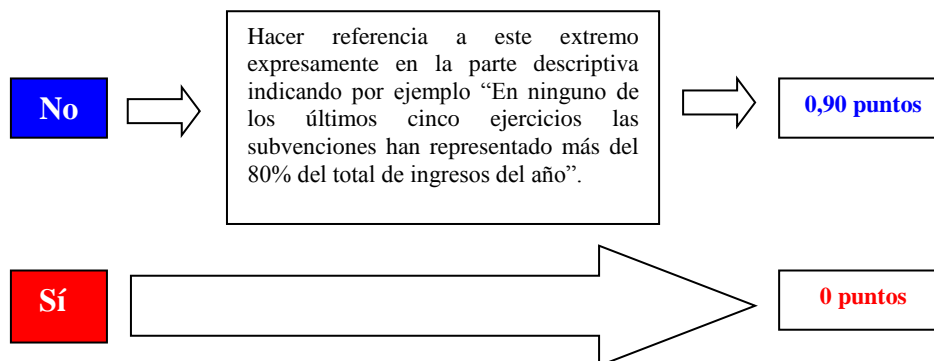 No
Hacer referencia a este extremo
expresamente en la parte descriptiva
indicando por ejemplo “En ninguno de
los últimos cinco ejercicios las
subvenciones han representado más del
80% del total de ingresos del año”.
0,90 puntos
Sí
0 puntos